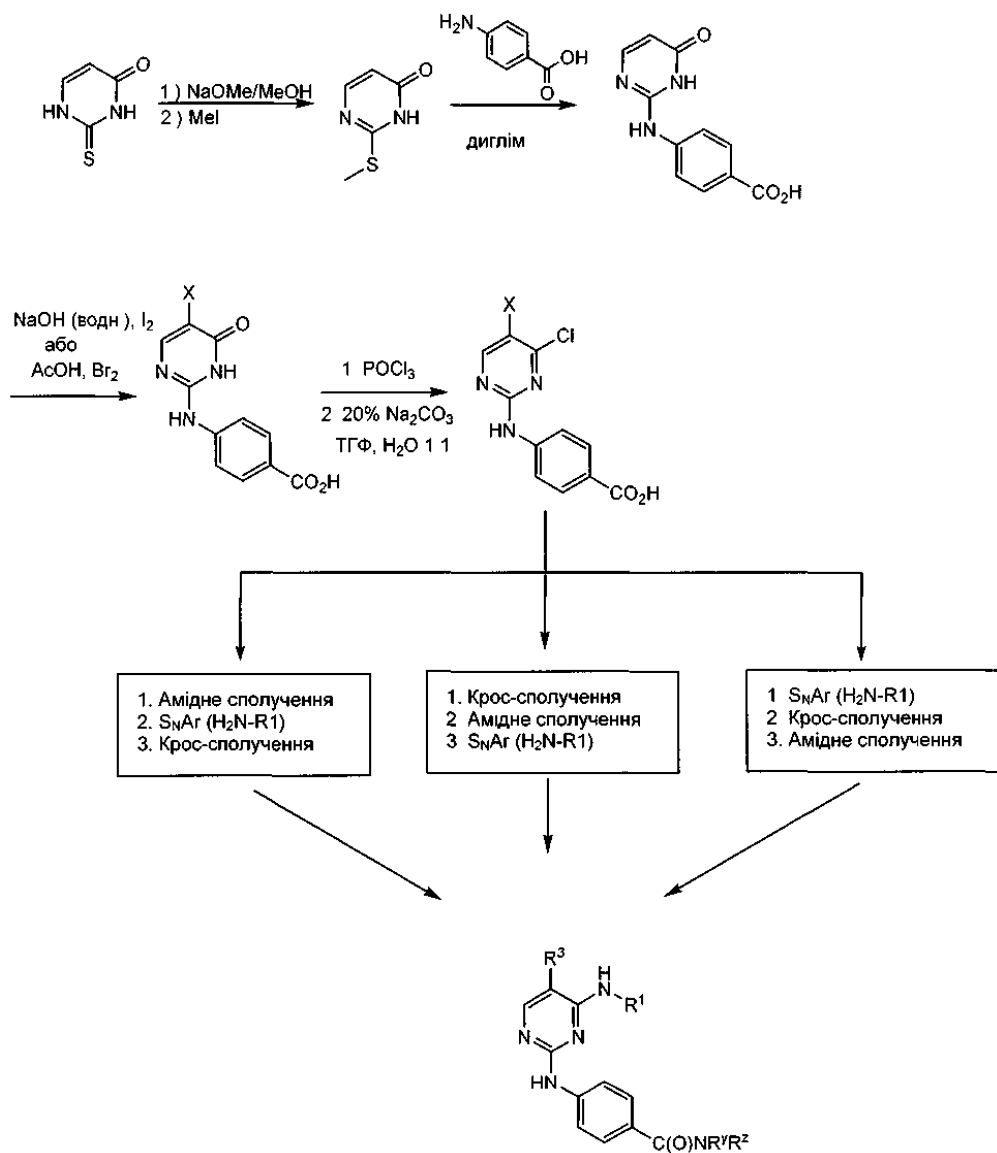 H₂N
OH
O
O
O
O
1 ) NaOMe/MeOH
2 ) MeI
HN
NH
S
N
NH
S
диглім
N
NH
HN
CO₂H
X
X
NaOH (водн ), I₂
або
AcOH, Br₂
O
N
NH
HN
CO₂H
1 POCl₃
2 20% Na₂CO₃
ТГФ, H₂O 1 1
Cl
N
N
HN
CO₂H
1. Амідне сполучення
2. SNAr (H₂N-R1)
3. Крос-сполучення
1. Крос-сполучення
2 Амідне сполучення
3 SNAr (H₂N-R1)
1 SNAr (H₂N-R1)
2 Крос-сполучення
3. Амідне сполучення
R³
H
N
R¹
N
N
HN
C(O)NRʸRᶻ